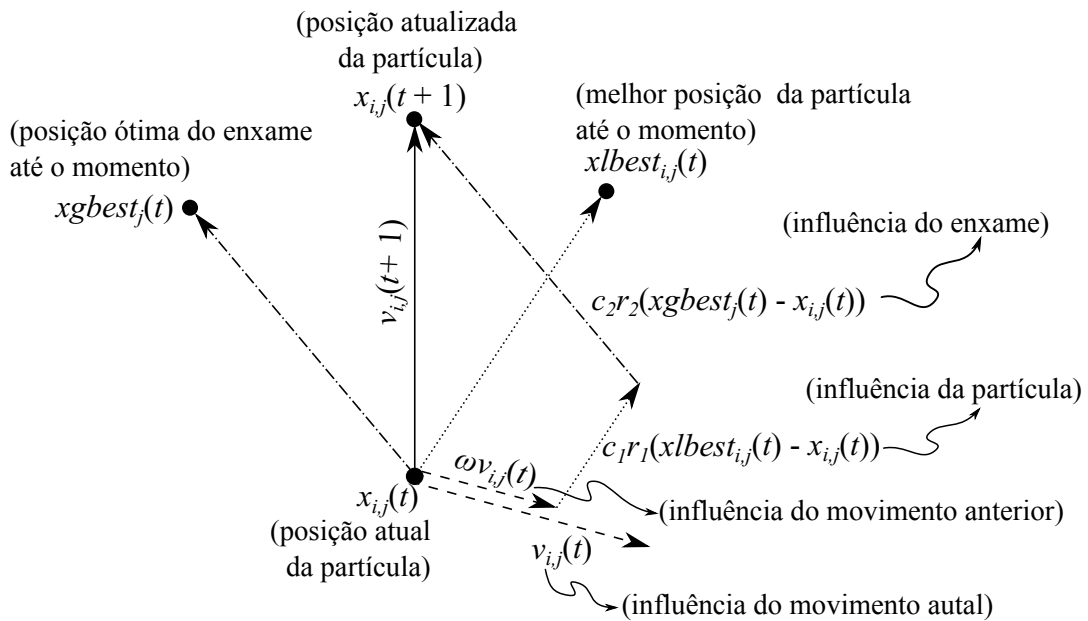 (posição atualizada
da partícula)
x_{i,j}(t + 1)
(posição ótima do enxame
até o momento)
xgbest_j(t)
(melhor posição da partícula
até o momento)
xlbest_{i,j}(t)
(influência do enxame)
v_{i,j}(t+ 1)
c_2r_2(xgbest_j(t) - x_{i,j}(t))
(influência da partícula)
c_1r_1(xlbest_{i,j}(t) - x_{i,j}(t))
ωv_{i,j}(t)
x_{i,j}(t)
(posição atual
da partícula)
(influência do movimento anterior)
v_{i,j}(t)
(influência do movimento autal)